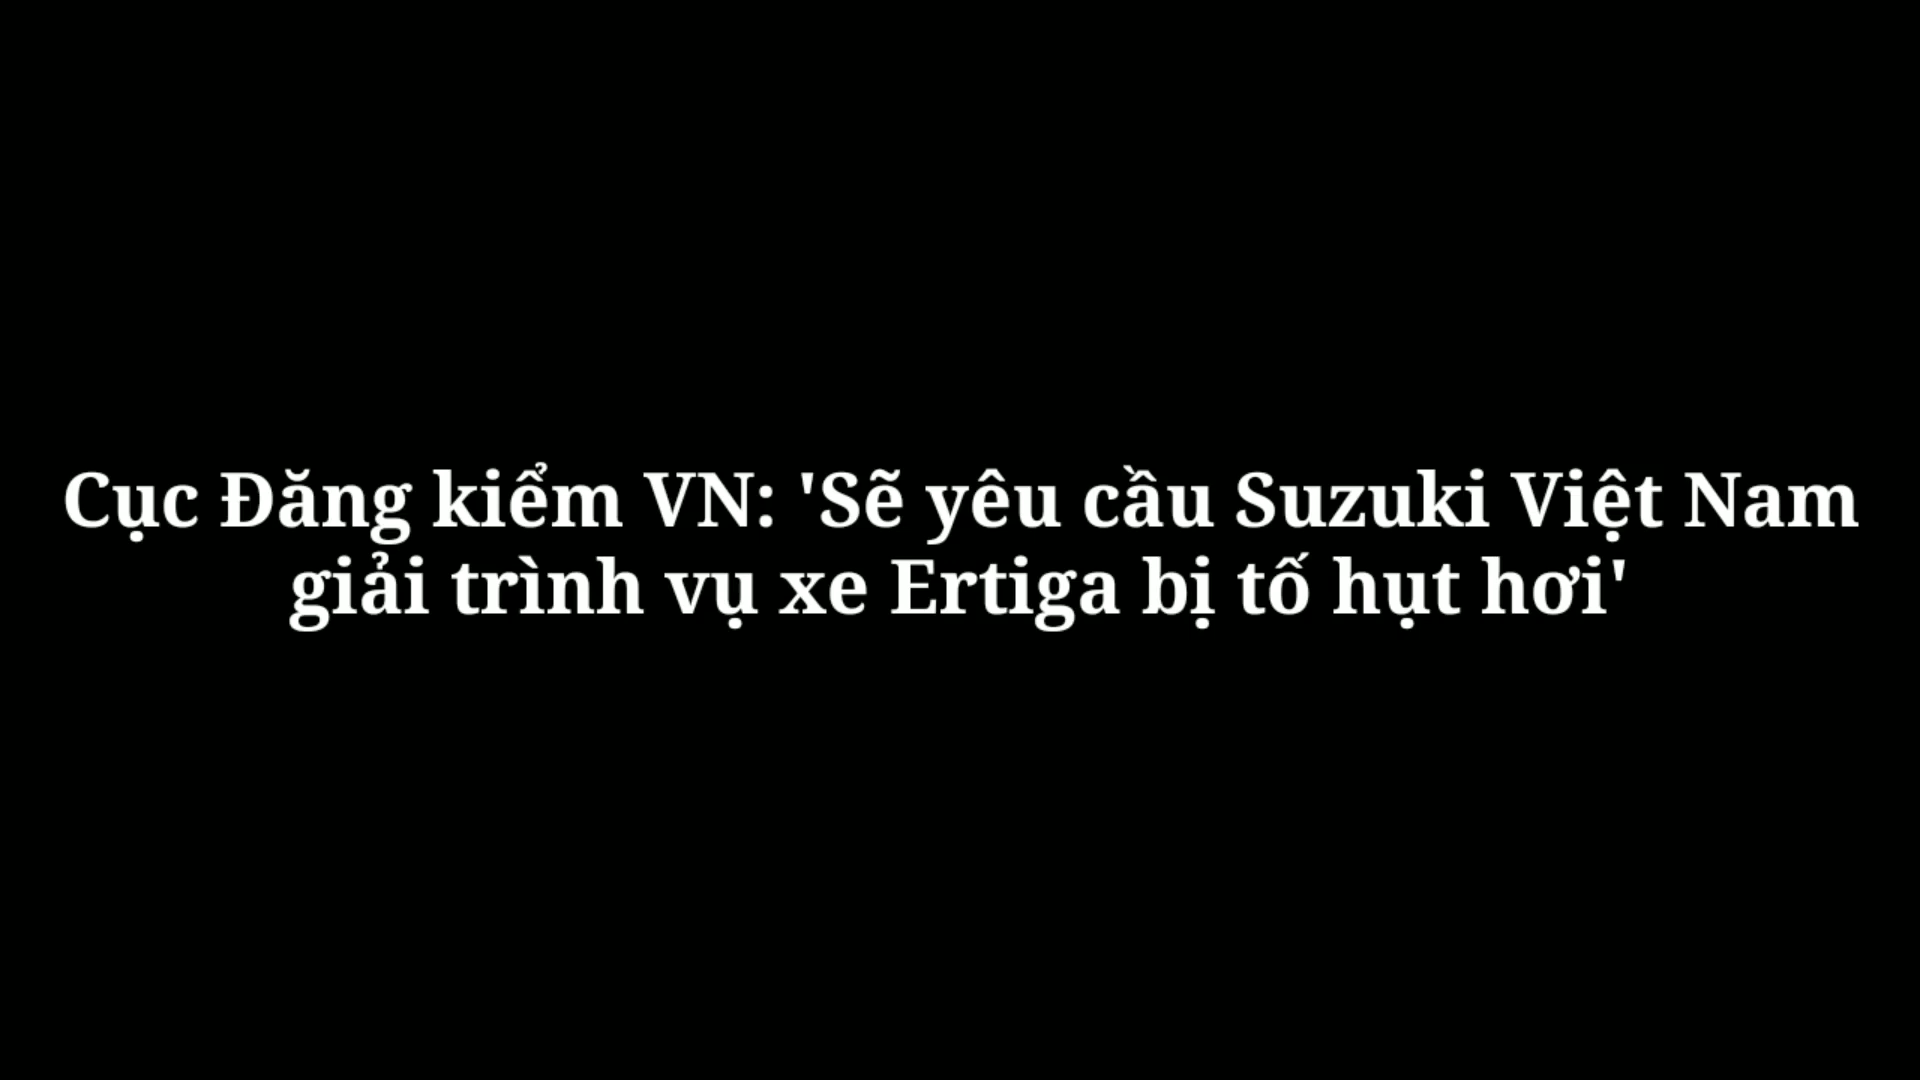 Cục Đăng kiểm VN: 'Sẽ yêu cầu Suzuki Việt Nam
giải trình vụ xe Ertiga bị tố hụt hơi'